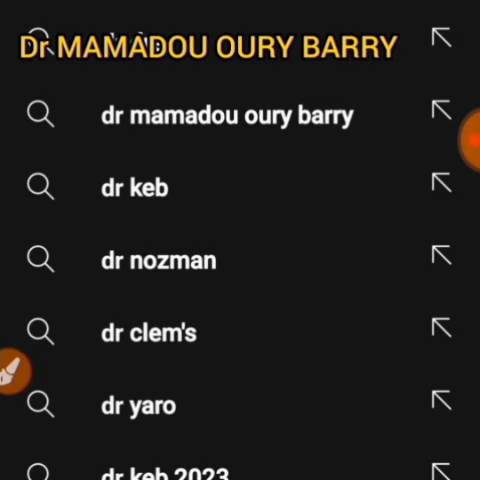 Dr MAMADOU OURY BARRY
dr mamadou oury barry
dr keb
dr nozman
dr clem's
dr yaro
dr keb 2023